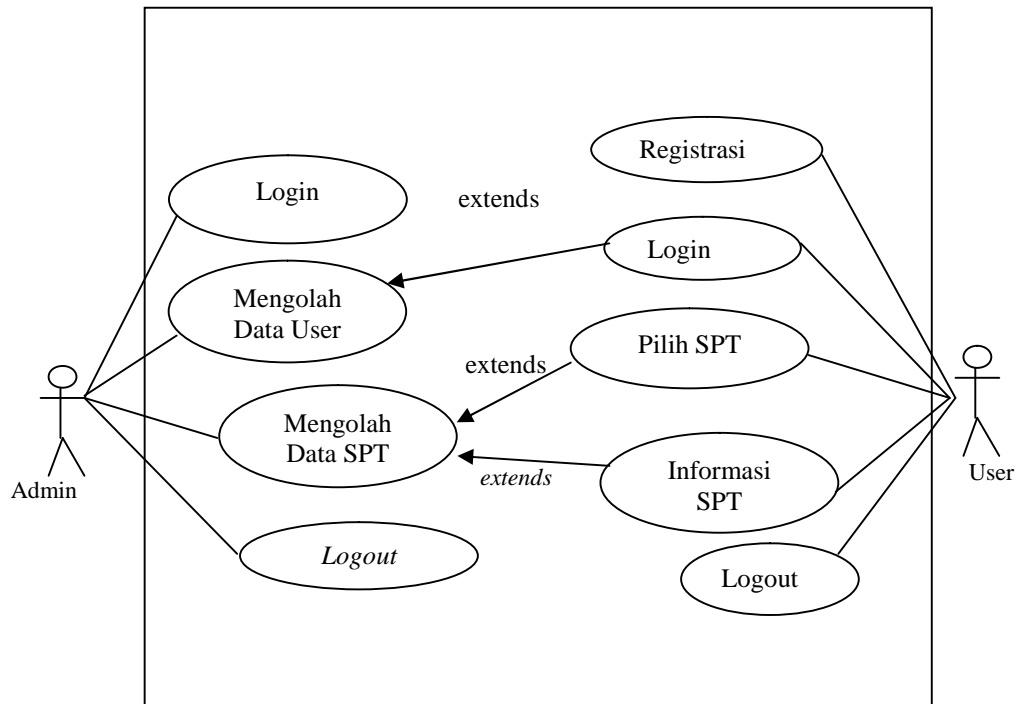 Registrasi
Login
extends
Login
Mengolah
Data User
Pilih SPT
extends
Mengolah
Data SPT
extends
Informasi
SPT
Admin
User
Logout
Logout